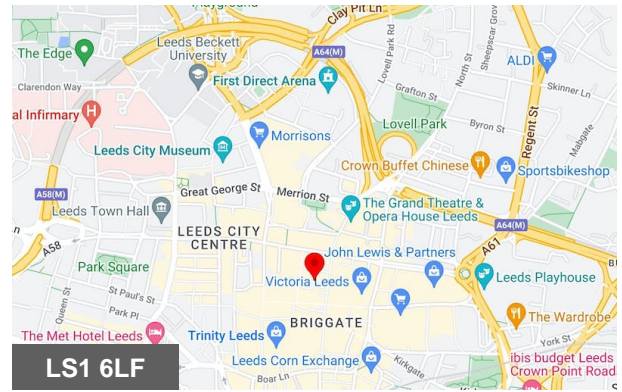 Clay Pit Ln
The Edge
Leeds Beckett
University
A64(M)
Lovell Park Rd
North St
Sheepscar Grove
ALDI
Clarendon Way
First Direct Arena
Grafton St
Skinner Ln
al Infirmary
H
Lovell Park
Byron St
Regent St
Mabgate
Morrisons
Leeds City Museum
Crown Buffet Chinese
Sportsbikeshop
A58(M)
Great George St
Merrion St
Leeds Town Hall
The Grand Theatre &
Opera House Leeds
A64(M)
A58
LEEDS CITY
CENTRE
A61
Park Square
John Lewis & Partners
Victoria Leeds
Leeds Playhouse
Queen St
St Paul's St
Park Pl
BRIGGATE
The Wardrobe
The Met Hotel Leeds
Trinity Leeds
York St
Leeds Corn Exchange
Kirkgate
ibis budget Leeds
Crown Point Road
Boar Ln
LS1 6LF